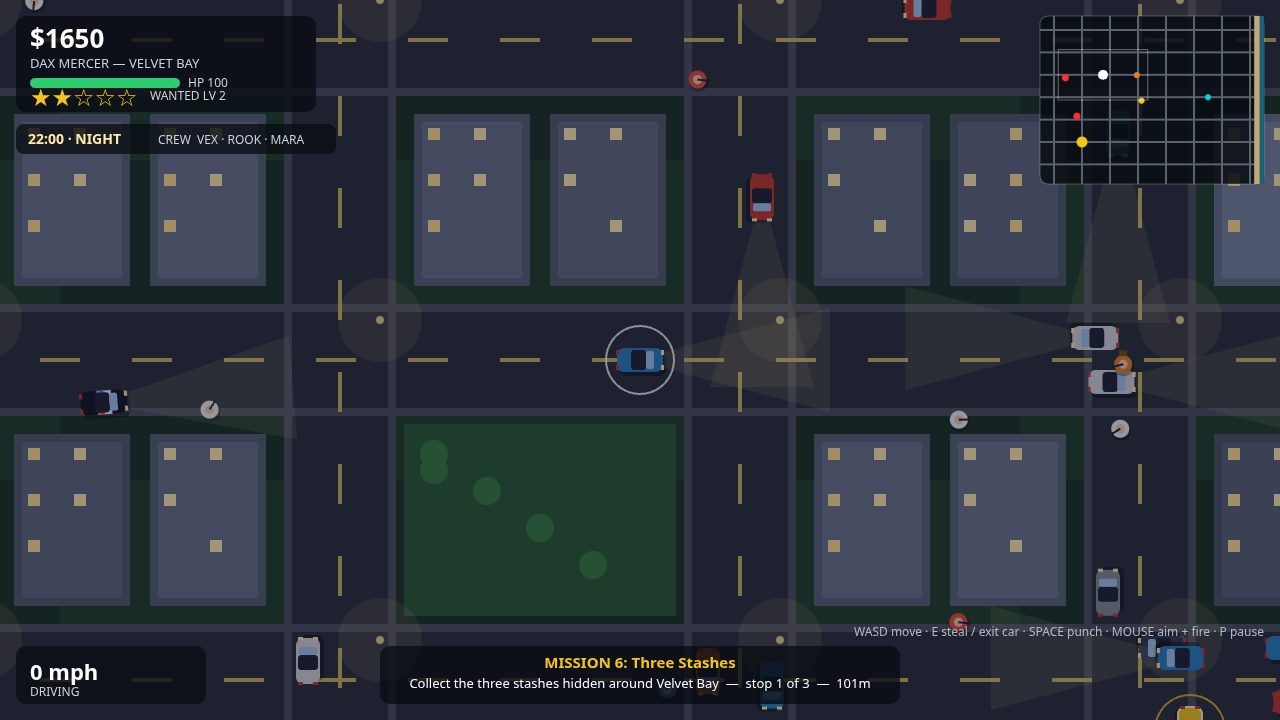 $1650
DAX MERCER — VELVET BAY
HP 100
WANTED LV 2
22:00 · NIGHT CREW VEX · ROOK · MARA
WASD move · E steal / exit car · SPACE punch · MOUSE aim + fire · P pause
0 mph
DRIVING
MISSION 6: Three Stashes
Collect the three stashes hidden around Velvet Bay — stop 1 of 3 — 101m